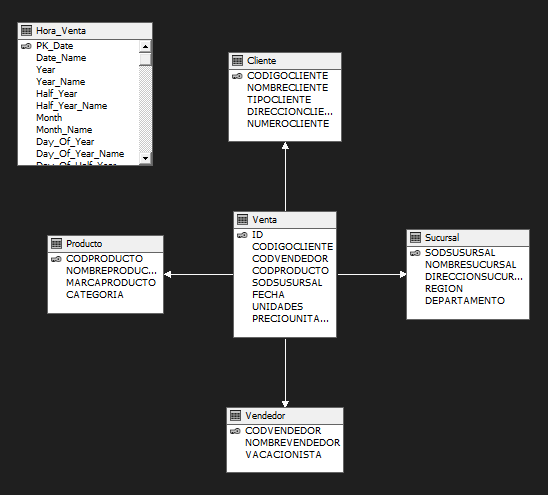 Hora_Venta
PK_Date
Date_Name
Year
Year_Name
Half_Year
Half_Year_Name
Month
Month_Name
Day_Of_Year
Day_Of_Year_Name
Day_Of_Half_Year
Cliente
CODIGOCLIENTE
NOMBRECLIENTE
TIPOCLIENTE
DIRECCIONCLIE...
NUMEROCLIENTE
Venta
ID
CODIGOCLIENTE
CODVENDEDOR
CODPRODUCTO
SODSUSURSAL
FECHA
UNIDADES
PRECIOUNITA...
Producto
CODPRODUCTO
NOMBREPRODUC...
MARCAPRODUCTO
CATEGORIA
Sucursal
SODSUSURSAL
NOMBRESUCURSAL
DIRECCIONSUCUR...
REGION
DEPARTAMENTO
Vendedor
CODVENDEDOR
NOMBREVENDEDOR
VACACIONISTA